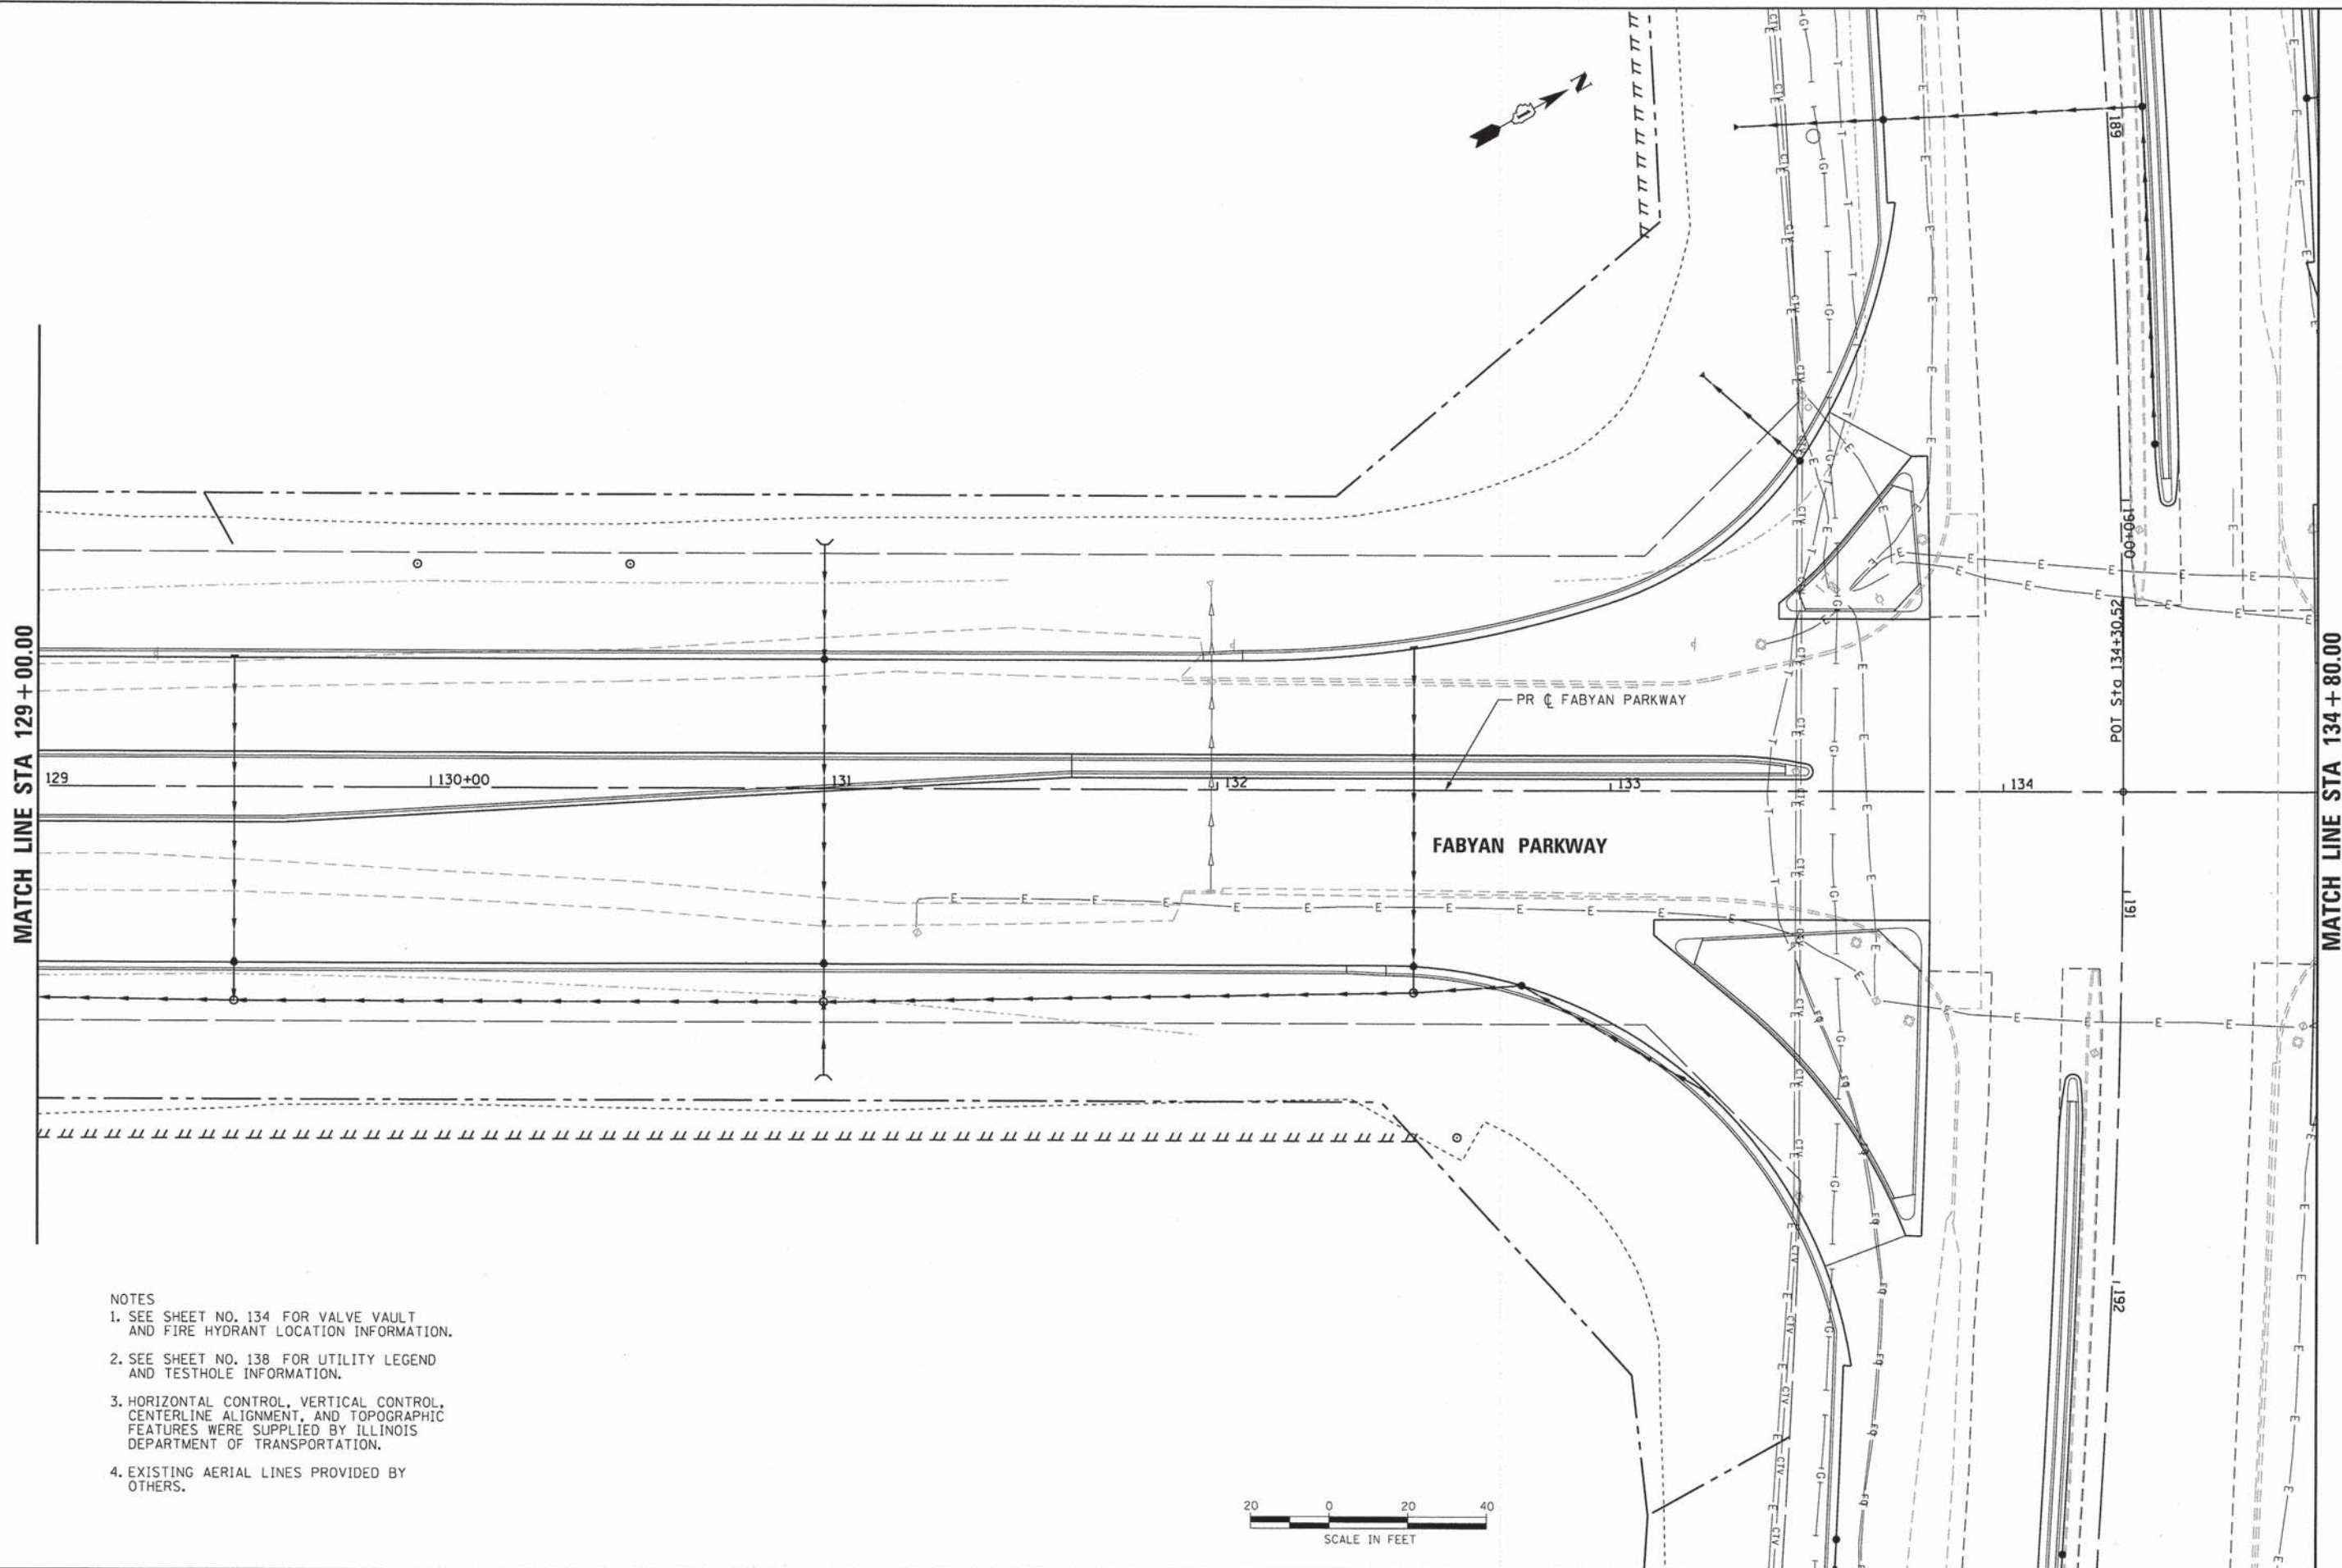 N
MATCH LINE STA 129+00.00
129
130+00
131
132
133
134
PR ℄ FABYAN PARKWAY
FABYAN PARKWAY
189
190+00
POT Sta 134+30.52
191
192
MATCH LINE STA 134+80.00
NOTES
1. SEE SHEET NO. 134 FOR VALVE VAULT
AND FIRE HYDRANT LOCATION INFORMATION.
2. SEE SHEET NO. 138 FOR UTILITY LEGEND
AND TESTHOLE INFORMATION.
3. HORIZONTAL CONTROL, VERTICAL CONTROL,
CENTERLINE ALIGNMENT, AND TOPOGRAPHIC
FEATURES WERE SUPPLIED BY ILLINOIS
DEPARTMENT OF TRANSPORTATION.
4. EXISTING AERIAL LINES PROVIDED BY
OTHERS.
20 0 20 40
SCALE IN FEET